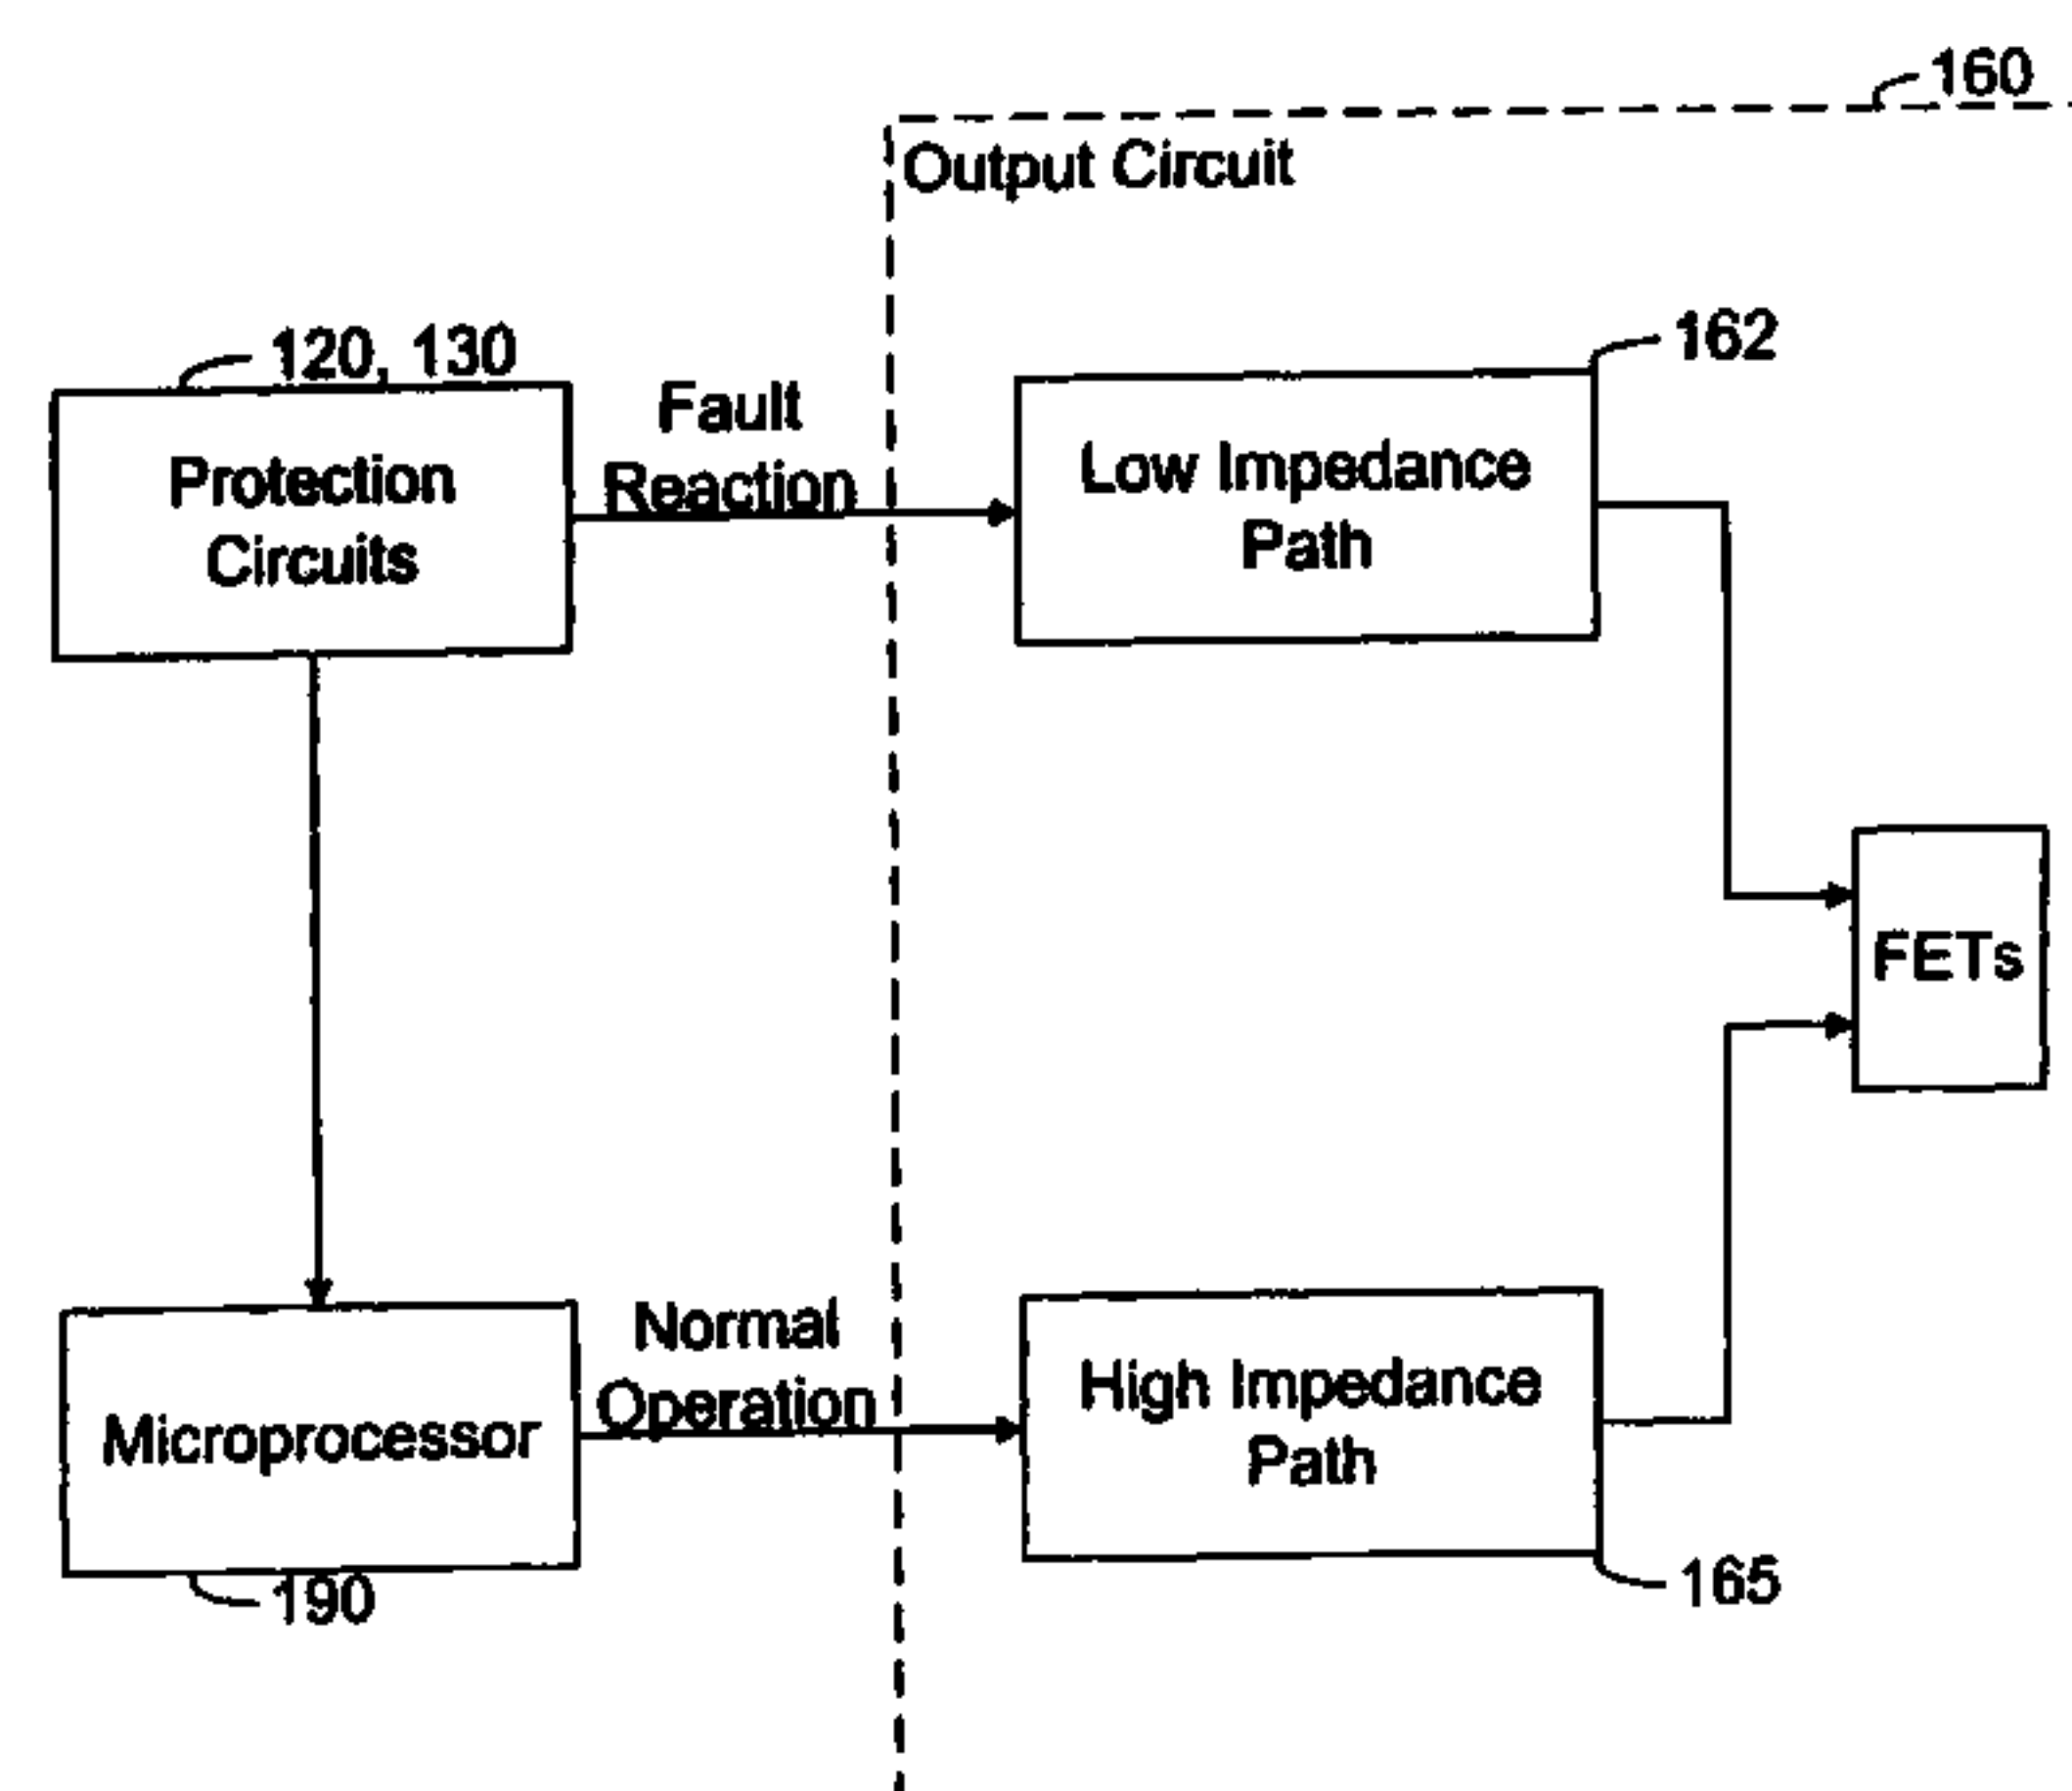 160
Output Circuit
120, 130
Protection
Circuits
Fault
Reaction
162
Low Impedance
Path
FETs
Microprocessor
190
Normal
Operation
High Impedance
Path
165